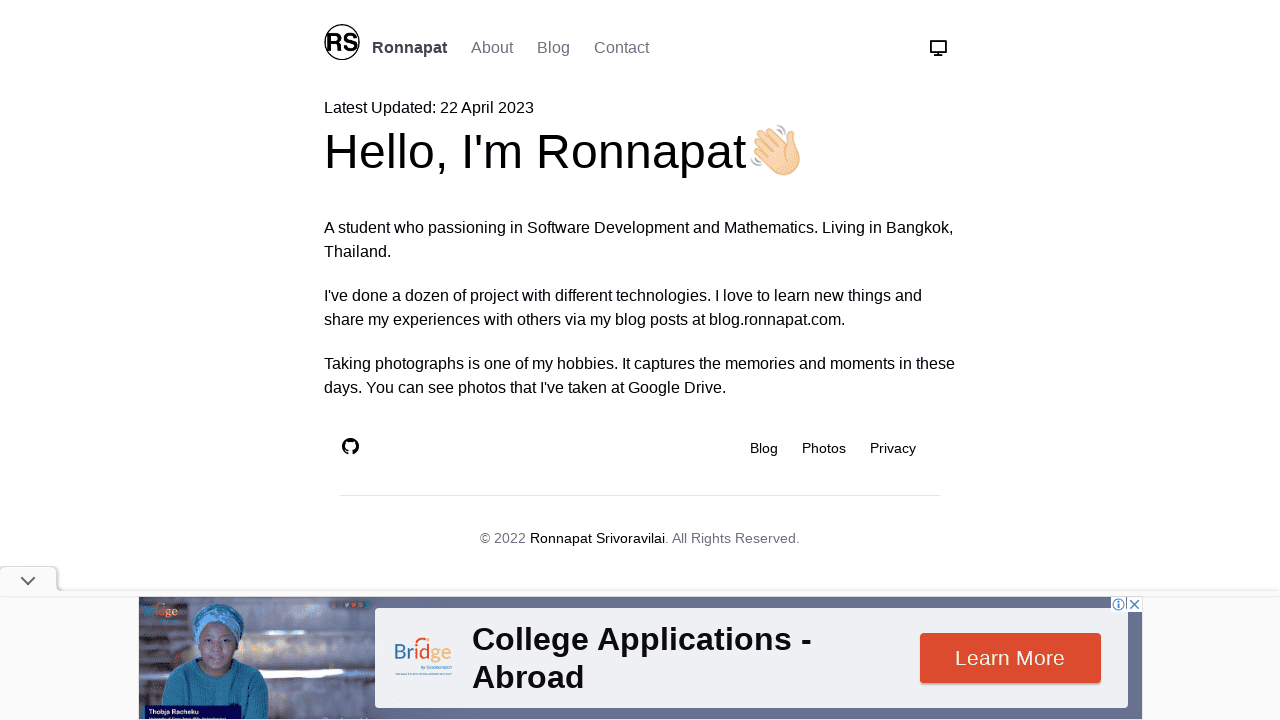 RS Ronnapat About Blog Contact
Latest Updated: 22 April 2023
Hello, I'm Ronnapat👋🏻
A student who passioning in Software Development and Mathematics. Living in Bangkok,
Thailand.
I've done a dozen of project with different technologies. I love to learn new things and
share my experiences with others via my blog posts at blog.ronnapat.com.
Taking photographs is one of my hobbies. It captures the memories and moments in these
days. You can see photos that I've taken at Google Drive.
Blog Photos Privacy
© 2022 Ronnapat Srivoravilai. All Rights Reserved.
Bridge
Thobja Racheku
Bridge
College Applications -
Abroad
Learn More